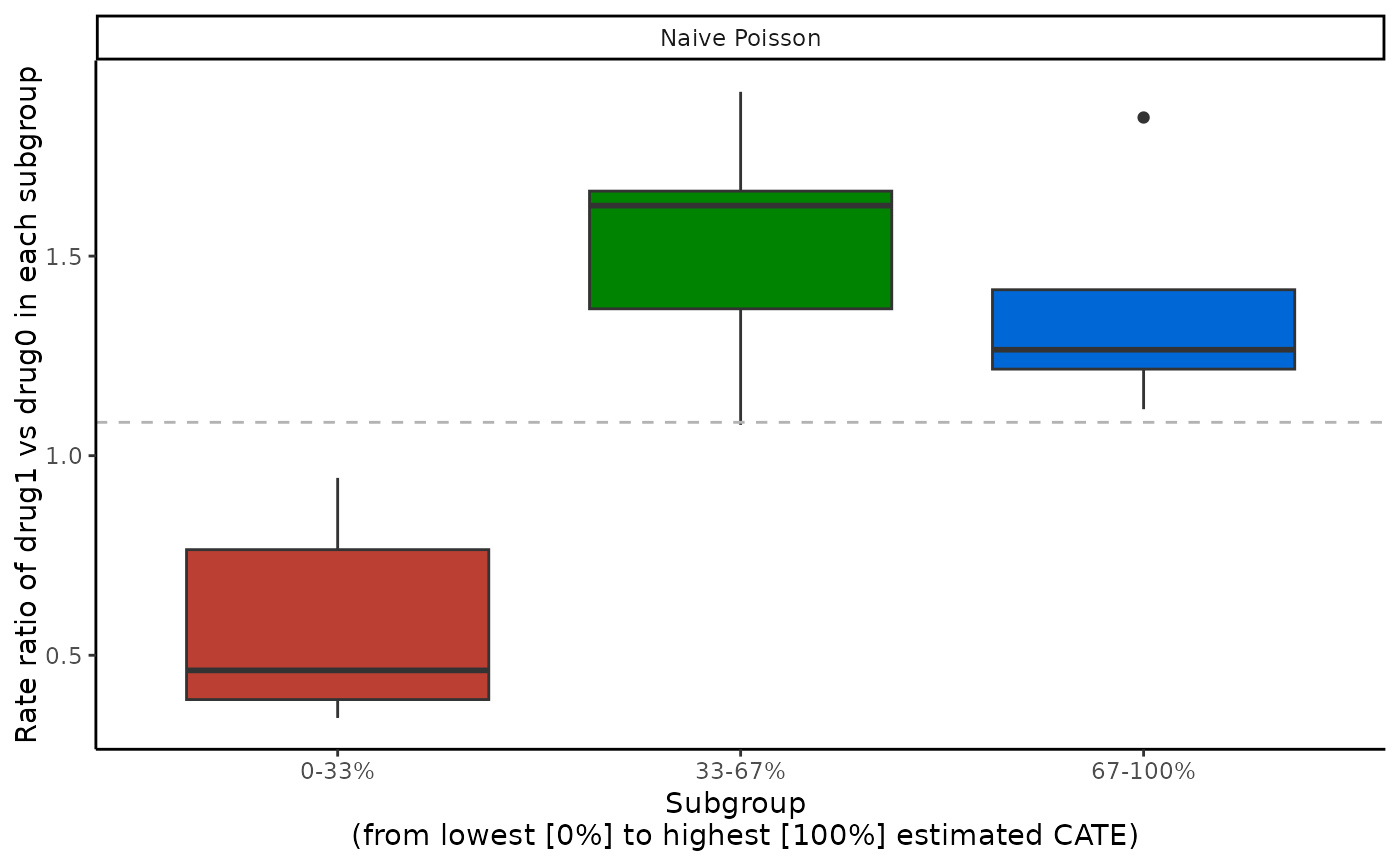 Naive Poisson
Rate ratio of drug1 vs drug0 in each subgroup
1.5
1.0
0.5
0-33%
33-67%
67-100%
Subgroup
(from lowest [0%] to highest [100%] estimated CATE)